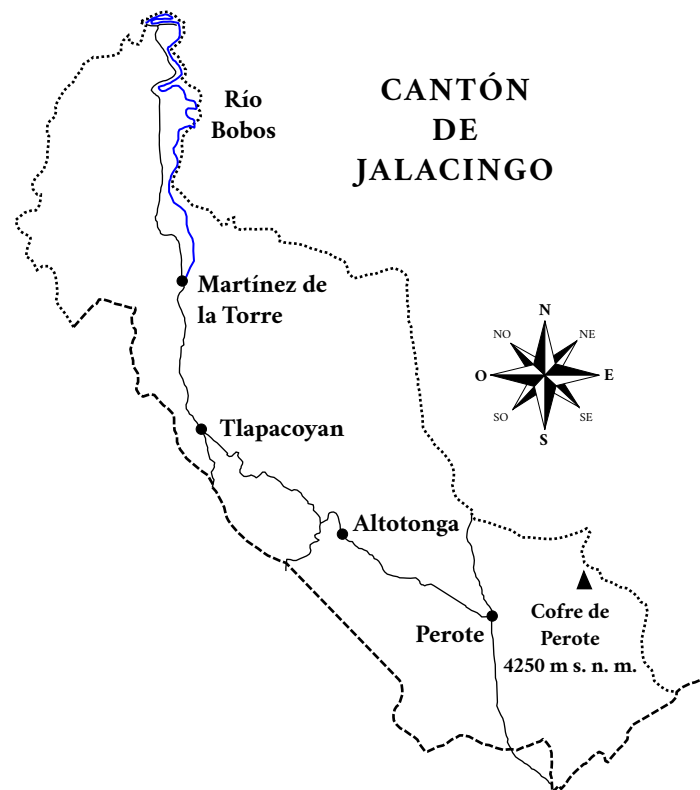 CANTÓN
DE
JALACINGO
Río
Bobos
Martínez de
la Torre
N
NO
NE
O
E
SO
SE
S
Tlapacoyan
Altotonga
Perote
Cofre de
Perote
4250 m s. n. m.